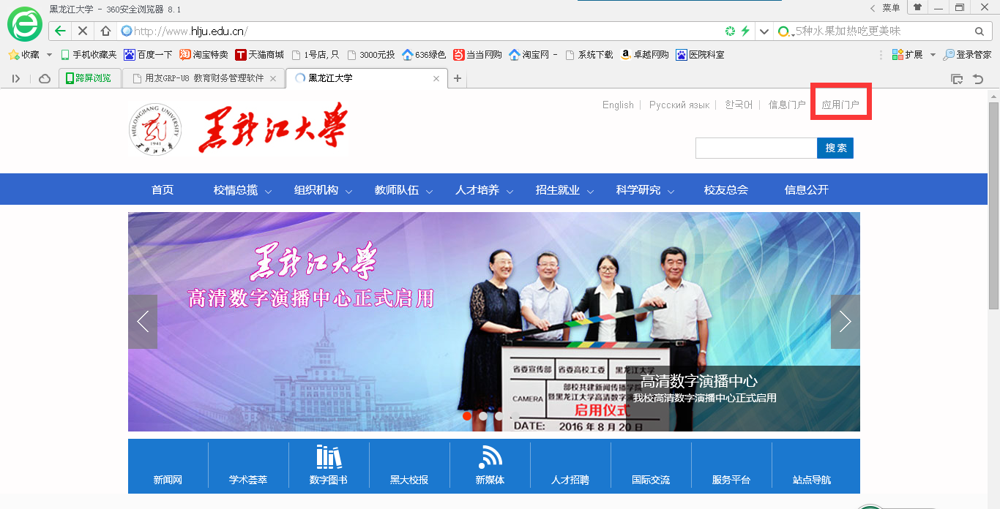 黑龙江大学 - 360安全浏览器 8.1
菜单
http://www.hlju.edu.cn/
5种水果加热吃更美味
收藏 手机收藏夹 百度一下 淘宝特卖 天猫商城 1号店,只 3000元投 636绿色 当当网购 淘宝网 - 系统下载 卓越网购 医院科室 扩展 登录管家
跨屏浏览 用友GRP-U8 教育财务管理软件 黑龙江大学
English Русский язык 한국어 信息门户 应用门户
HEILONGJIANG UNIVERSITY
1941
黑龙江大学
黑龙江大学
搜索
首页 校情总揽 组织机构 教师队伍 人才培养 招生就业 科学研究 校友总会 信息公开
黑龙江大学
高清数字演播中心正式启用
省委宣传部 省委高校工委 黑龙江大学
部校共建新闻传播学院
CAMERA 暨黑龙江大学高清数字演
启用仪式
DATE: 2016年8月20日
高清数字演播中心
我校高清数字演播中心正式启用
新闻网 学术荟萃 数字图书 黑大校报 新媒体 人才招聘 国际交流 服务平台 站点导航